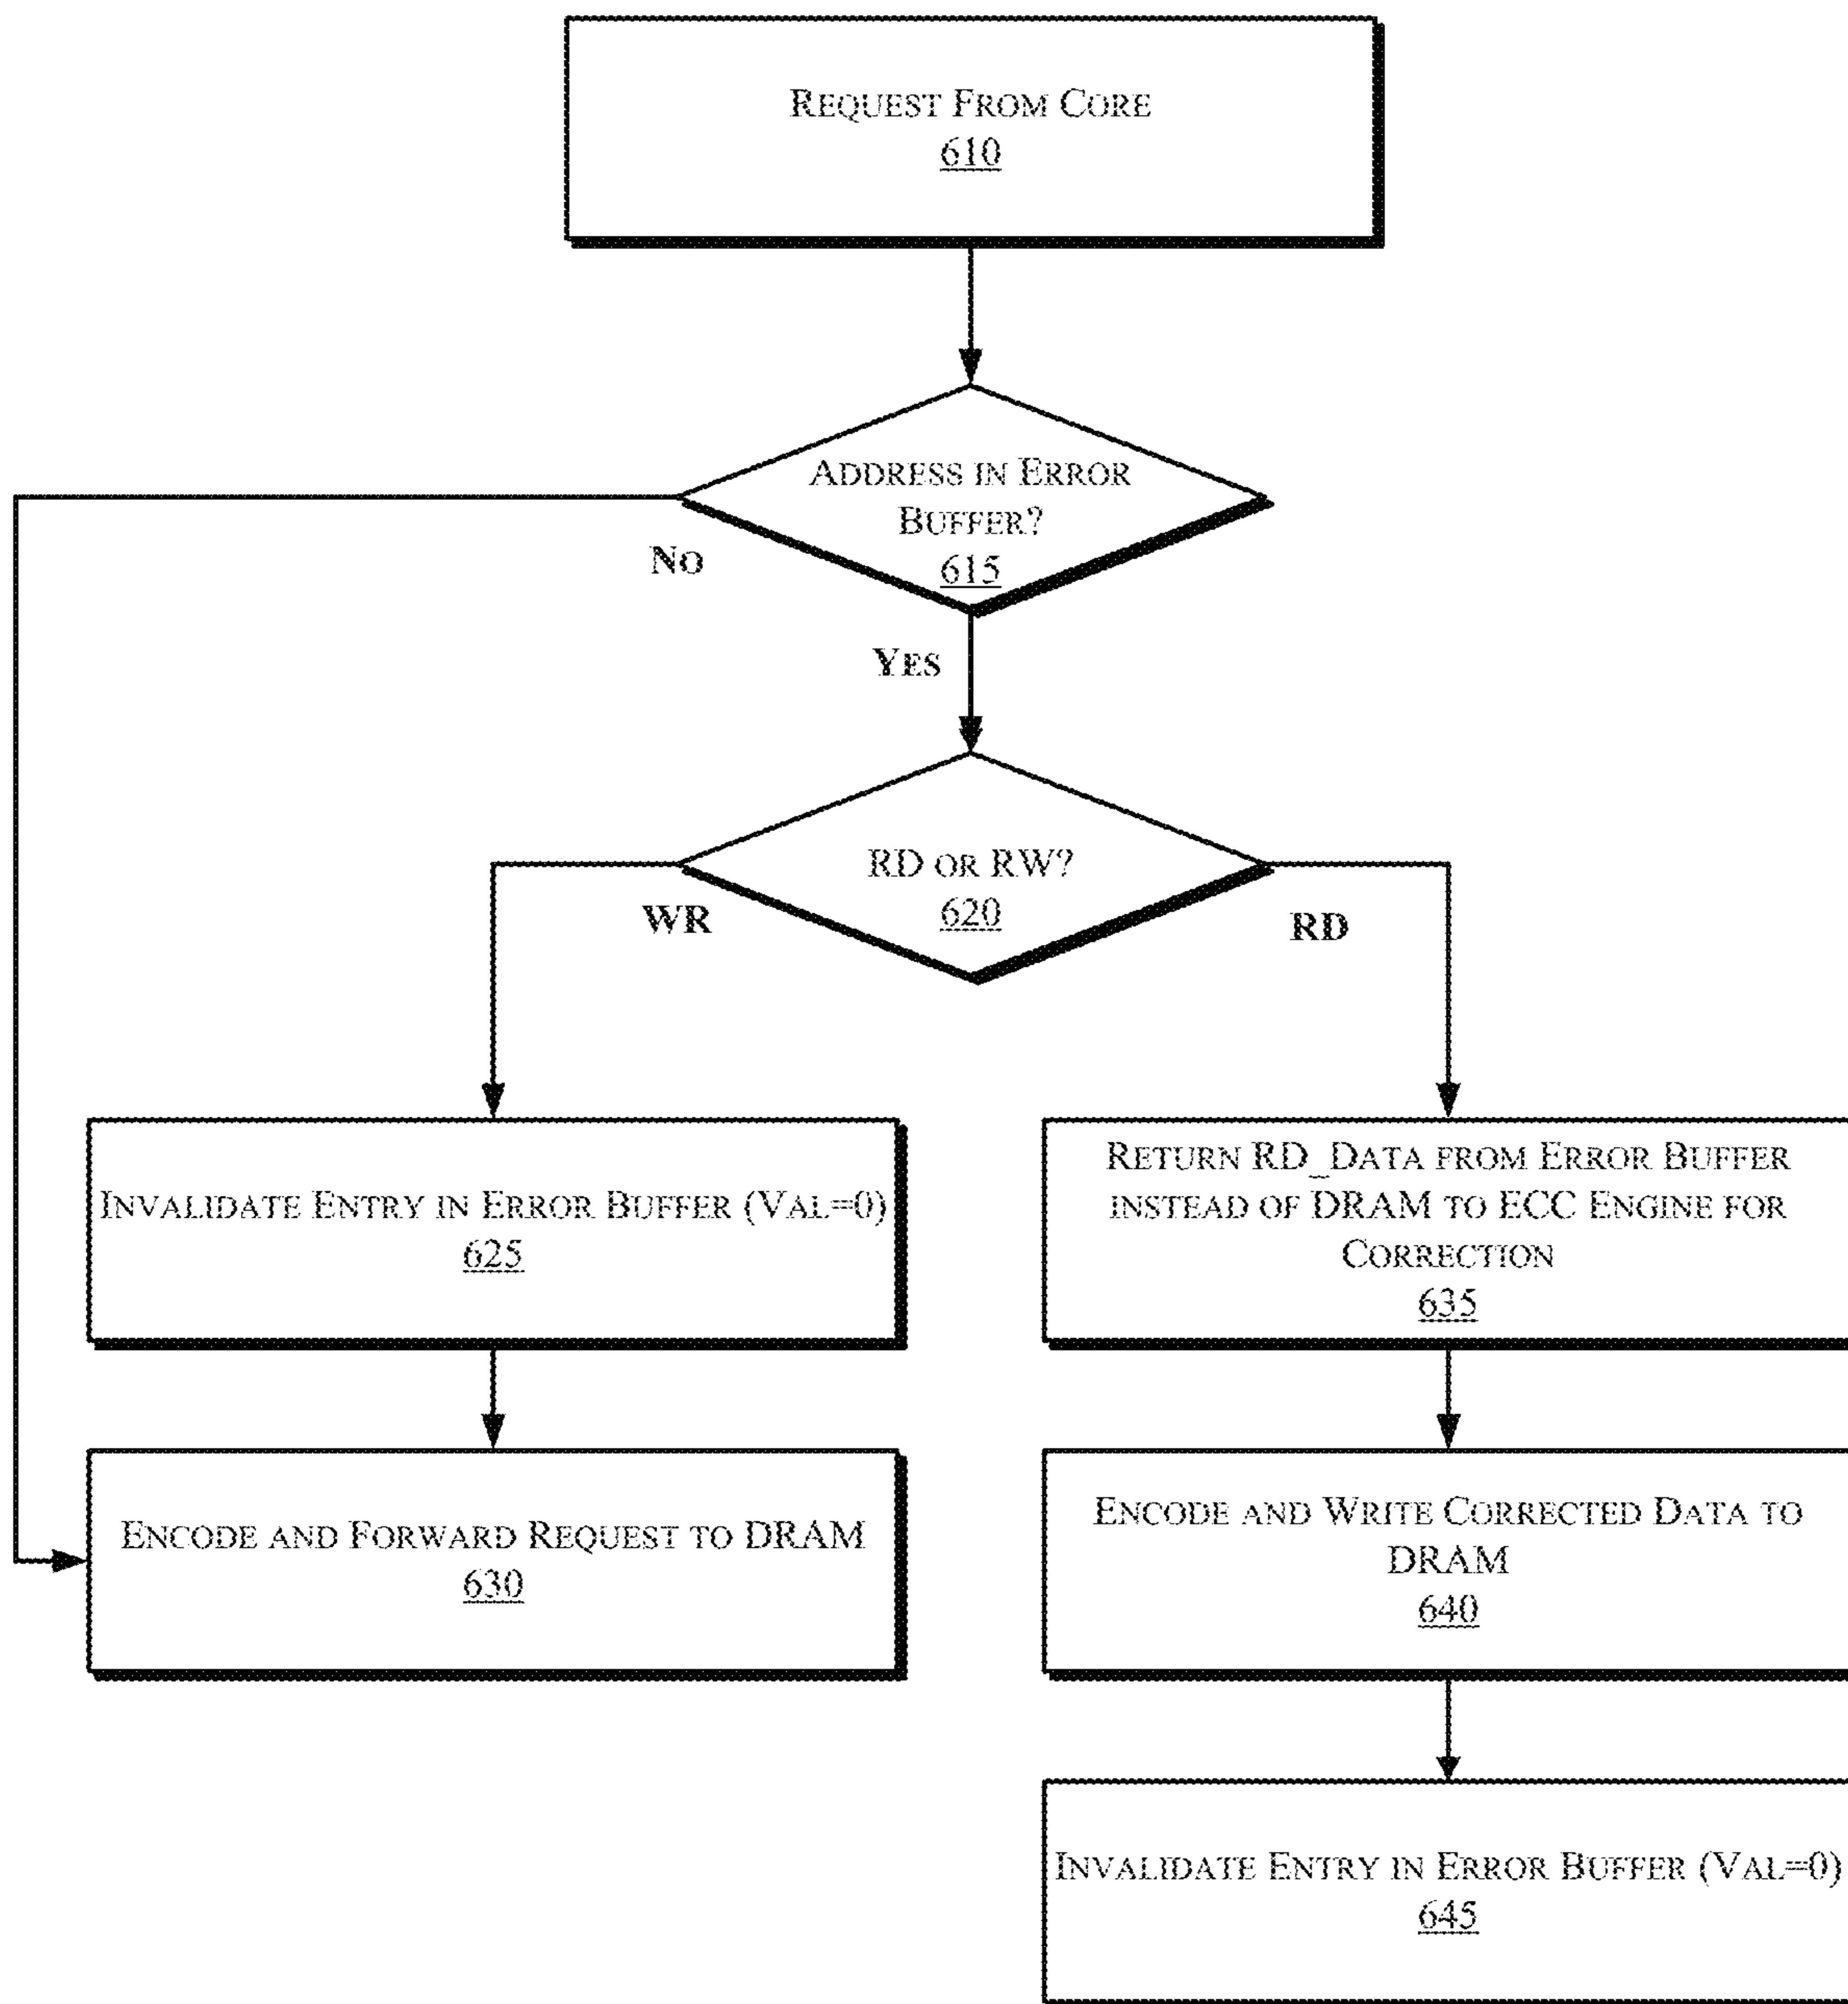 REQUEST FROM CORE
610
ADDRESS IN ERROR
BUFFER?
615
NO
YES
RD OR RW?
620
WR
RD
INVALIDATE ENTRY IN ERROR BUFFER (VAL=0)
625
RETURN RD_DATA FROM ERROR BUFFER
INSTEAD OF DRAM TO ECC ENGINE FOR
CORRECTION
635
ENCODE AND FORWARD REQUEST TO DRAM
630
ENCODE AND WRITE CORRECTED DATA TO
DRAM
640
INVALIDATE ENTRY IN ERROR BUFFER (VAL=0)
645